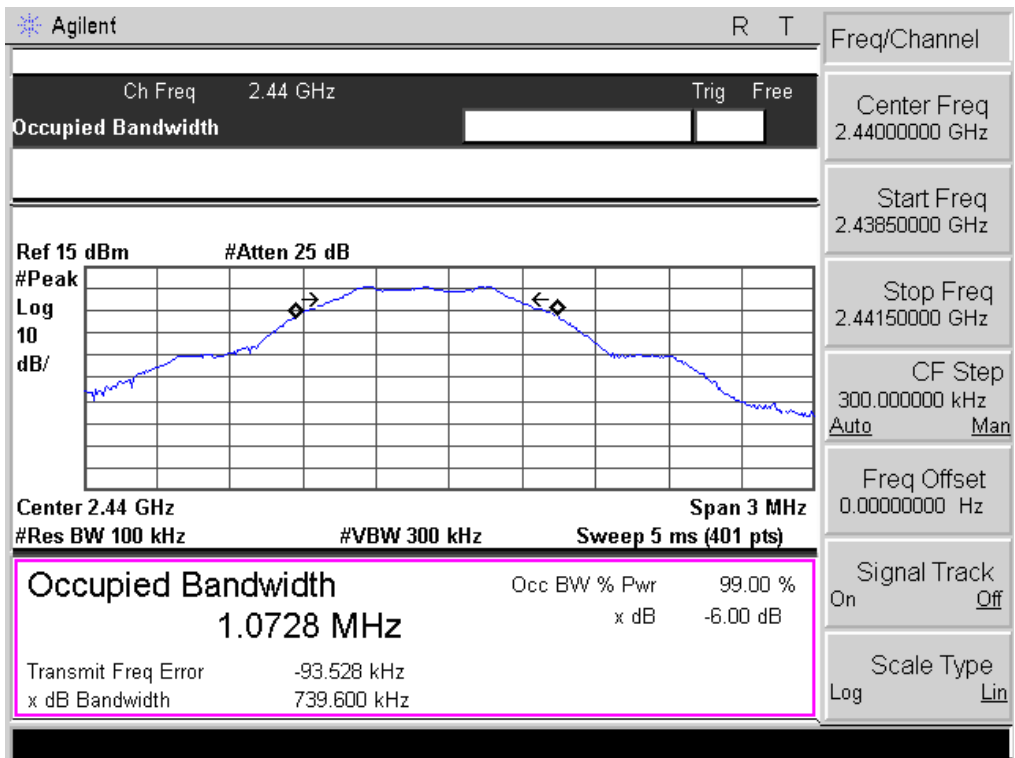 Agilent R T
Ch Freq 2.44 GHz Trig Free
Occupied Bandwidth
Ref 15 dBm #Atten 25 dB
#Peak
Log
10
dB/
Center 2.44 GHz Span 3 MHz
#Res BW 100 kHz #VBW 300 kHz Sweep 5 ms (401 pts)
Occupied Bandwidth Occ BW % Pwr 99.00 %
1.0728 MHz x dB -6.00 dB
Transmit Freq Error -93.528 kHz
x dB Bandwidth 739.600 kHz
Freq/Channel
Center Freq
2.44000000 GHz
Start Freq
2.43850000 GHz
Stop Freq
2.44150000 GHz
CF Step
300.000000 kHz
Auto Man
Freq Offset
0.00000000 Hz
Signal Track
On Off
Scale Type
Log Lin